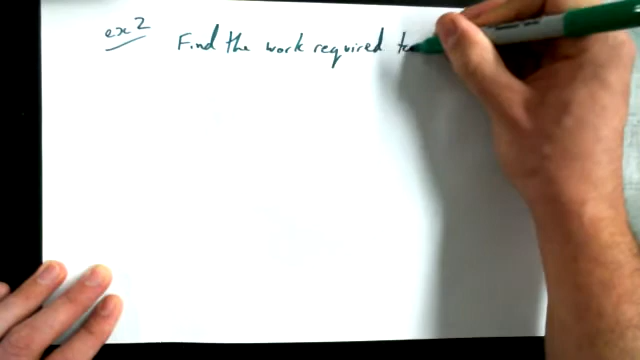 ex 2
Find the work required